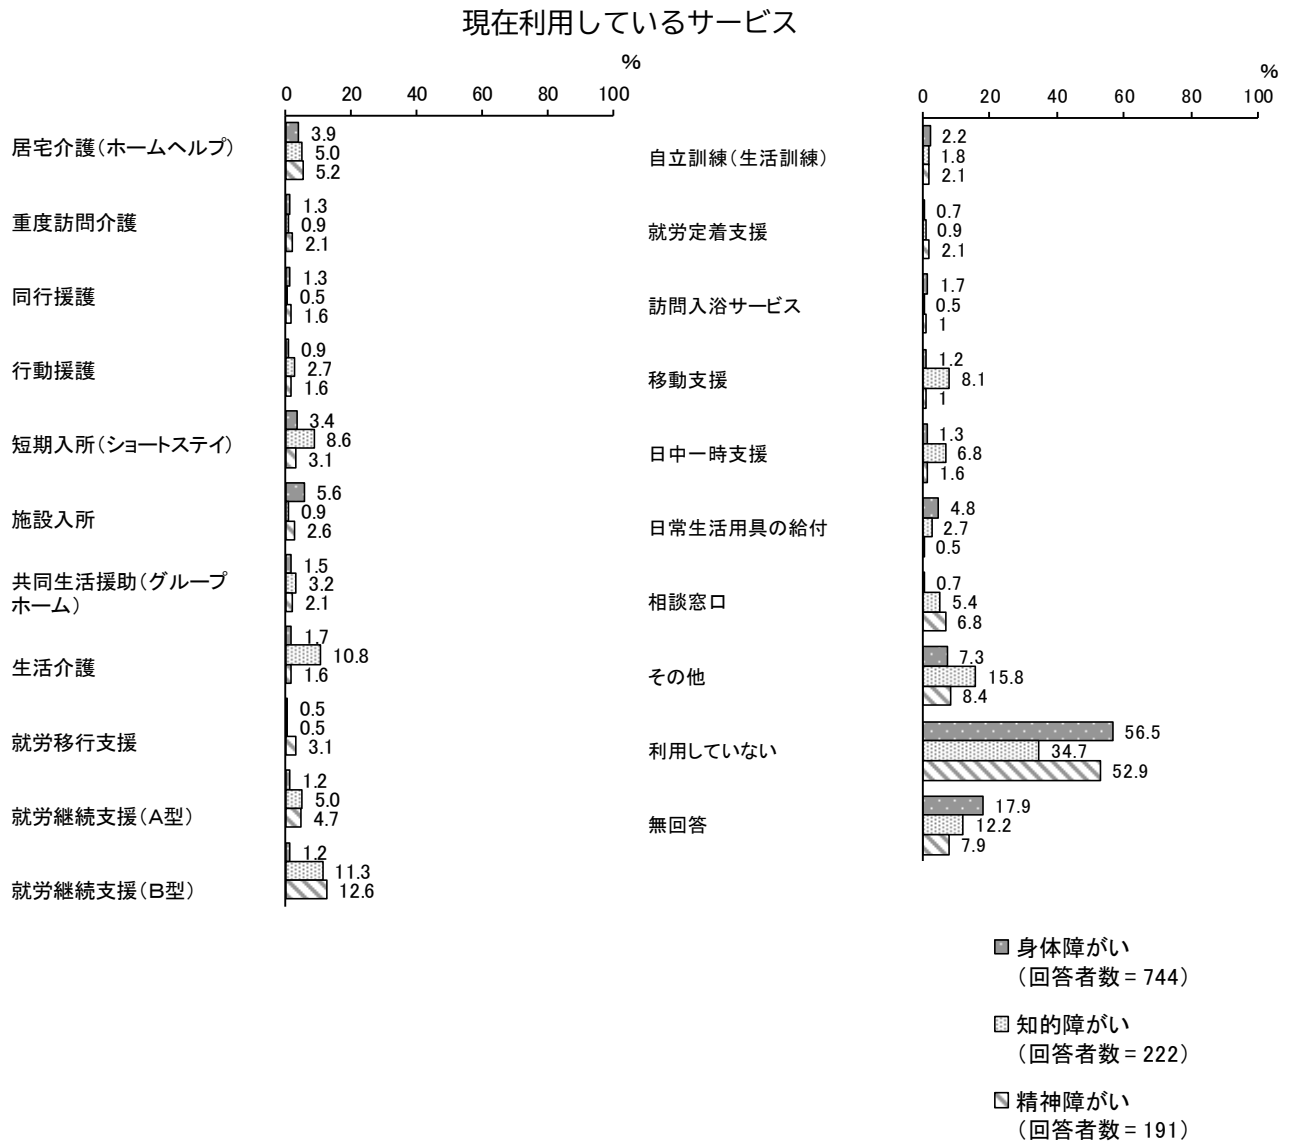 現在利用しているサービス
%
0 20 40 60 80 100
居宅介護（ホームヘルプ）
3.9
5.0
5.2
重度訪問介護
1.3
0.9
2.1
同行援護
1.3
0.5
1.6
行動援護
0.9
2.7
1.6
短期入所（ショートステイ）
3.4
8.6
3.1
施設入所
5.6
0.9
2.6
共同生活援助（グループ
ホーム）
1.5
3.2
2.1
生活介護
1.7
10.8
1.6
就労移行支援
0.5
0.5
3.1
就労継続支援（A型）
1.2
5.0
4.7
就労継続支援（B型）
1.2
11.3
12.6
%
0 20 40 60 80 100
自立訓練（生活訓練）
2.2
1.8
2.1
就労定着支援
0.7
0.9
2.1
訪問入浴サービス
1.7
0.5
1
移動支援
1.2
8.1
1
日中一時支援
1.3
6.8
1.6
日常生活用具の給付
4.8
2.7
0.5
相談窓口
0.7
5.4
6.8
その他
7.3
15.8
8.4
利用していない
56.5
34.7
52.9
無回答
17.9
12.2
7.9
身体障がい
（回答者数 = 744）
知的障がい
（回答者数 = 222）
精神障がい
（回答者数 = 191）